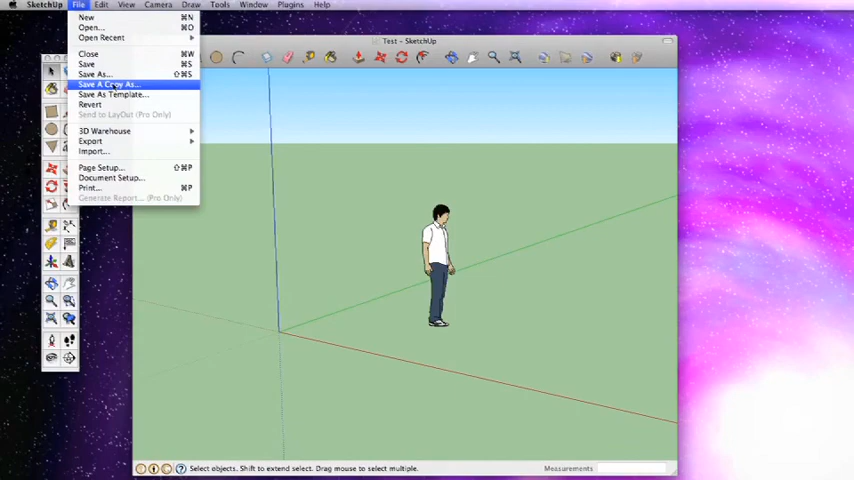 SketchUp File Edit View Camera Draw Tools Window Plugins Help
New ⌘N
Open... ⌘O
Open Recent
Close ⌘W
Save ⌘S
Save As... ⇧⌘S
Save A Copy As...
Save As Template...
Revert
Send to LayOut (Pro Only)
3D Warehouse
Export
Import...
Page Setup... ⇧⌘P
Document Setup...
Print... ⌘P
Generate Report... (Pro Only)
Test - SketchUp
Select objects. Shift to extend select. Drag mouse to select multiple. Measurements